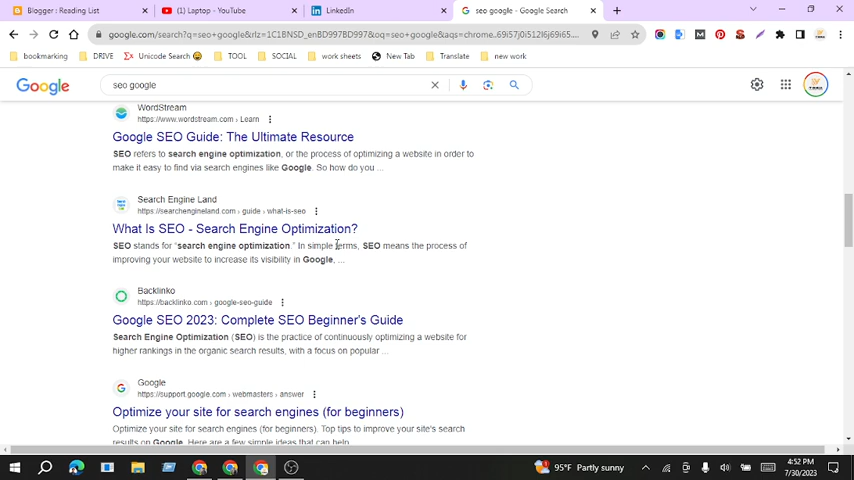 Blogger : Reading List
(1) Laptop - YouTube
LinkedIn
seo google - Google Search
google.com/search?q=seo+google&rlz=1C1BNSD_enBD997BD997&oq=seo+google&aqs=chrome..69i57j0i512l6j69i65....
bookmarking
DRIVE
Unicode Search
TOOL
SOCIAL
work sheets
New Tab
Translate
new work
Google
seo google
WordStream
https://www.wordstream.com › Learn
Google SEO Guide: The Ultimate Resource
SEO refers to search engine optimization, or the process of optimizing a website in order to
make it easy to find via search engines like Google. So how do you ...
Search Engine Land
https://searchengineland.com › guide › what-is-seo
What Is SEO - Search Engine Optimization?
SEO stands for “search engine optimization.” In simple terms, SEO means the process of
improving your website to increase its visibility in Google, ...
Backlinko
https://backlinko.com › google-seo-guide
Google SEO 2023: Complete SEO Beginner's Guide
Search Engine Optimization (SEO) is the practice of continuously optimizing a website for
higher rankings in the organic search results, with a focus on popular ...
Google
https://support.google.com › webmasters › answer
Optimize your site for search engines (for beginners)
Optimize your site for search engines (for beginners). Top tips to improve your site's search
results on Google. Here are a few simple ideas that can help
95°F Partly sunny
4:52 PM
7/30/2023